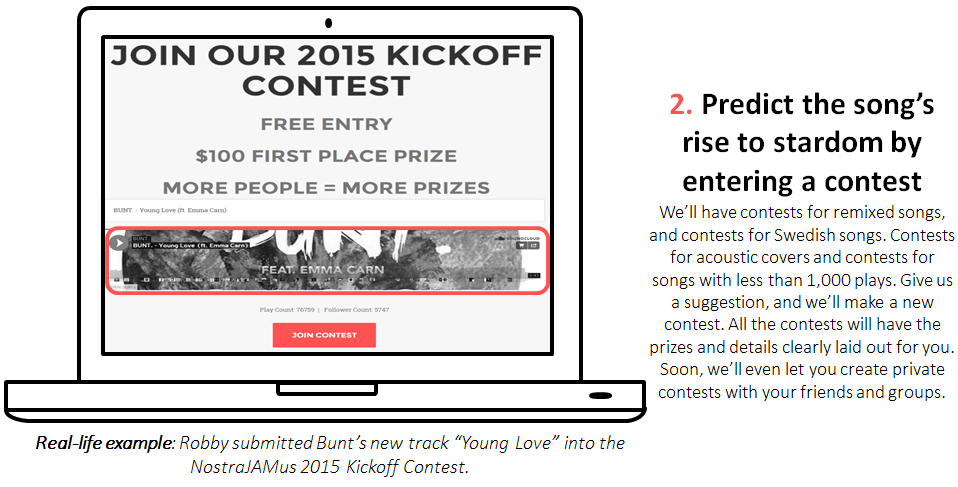 JOIN OUR 2015 KICKOFF
CONTEST
FREE ENTRY
$100 FIRST PLACE PRIZE
MORE PEOPLE = MORE PRIZES
BUNT. - Young Love (ft. Emma Carn)
BUNT.
BUNT. - Young Love (ft. Emma Carn)
SOUNDCLOUD
BUNT.
FEAT. EMMA CARN
Play Count: 76759 | Follower Count: 5747
JOIN CONTEST
Real-life example: Robby submitted Bunt’s new track “Young Love” into the
NostraJAMus 2015 Kickoff Contest.
2. Predict the song’s
rise to stardom by
entering a contest
We’ll have contests for remixed songs,
and contests for Swedish songs. Contests
for acoustic covers and contests for
songs with less than 1,000 plays. Give us
a suggestion, and we’ll make a new
contest. All the contests will have the
prizes and details clearly laid out for you.
Soon, we’ll even let you create private
contests with your friends and groups.